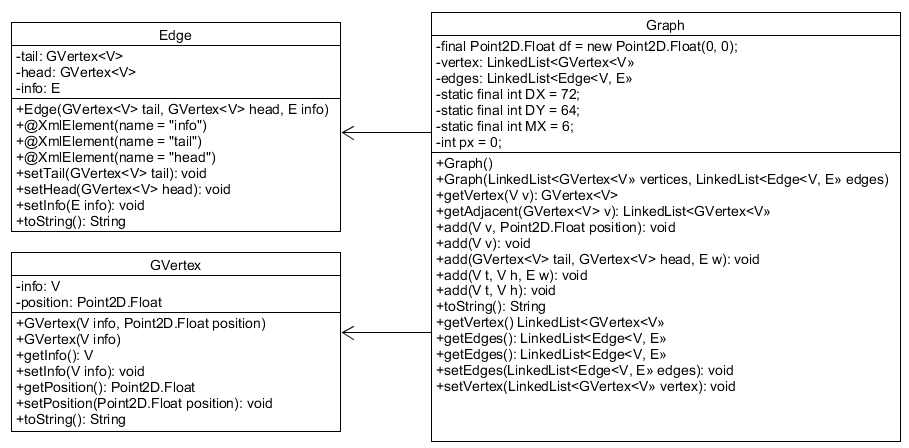 Edge
-tail: GVertex<V>
-head: GVertex<V>
-info: E
+Edge(GVertex<V> tail, GVertex<V> head, E info)
+@XmlElement(name = "info")
+@XmlElement(name = "tail")
+@XmlElement(name = "head")
+setTail(GVertex<V> tail): void
+setHead(GVertex<V> head): void
+setInfo(E info): void
+toString(): String
GVertex
-info: V
-position: Point2D.Float
+GVertex(V info, Point2D.Float position)
+GVertex(V info)
+getInfo(): V
+setInfo(V info): void
+getPosition(): Point2D.Float
+setPosition(Point2D.Float position): void
+toString(): String
Graph
-final Point2D.Float df = new Point2D.Float(0, 0);
-vertex: LinkedList<GVertex<V»
-edges: LinkedList<Edge<V, E»
-static final int DX = 72;
-static final int DY = 64;
-static final int MX = 6;
-int px = 0;
+Graph()
+Graph(LinkedList<GVertex<V» vertices, LinkedList<Edge<V, E» edges)
+getVertex(V v): GVertex<V>
+getAdjacent(GVertex<V> v): LinkedList<GVertex<V»
+add(V v, Point2D.Float position): void
+add(V v): void
+add(GVertex<V> tail, GVertex<V> head, E w): void
+add(V t, V h, E w): void
+add(V t, V h): void
+toString(): String
+getVertex() LinkedList<GVertex<V»
+getEdges(): LinkedList<Edge<V, E»
+getEdges(): LinkedList<Edge<V, E»
+setEdges(LinkedList<Edge<V, E» edges): void
+setVertex(LinkedList<GVertex<V» vertex): void